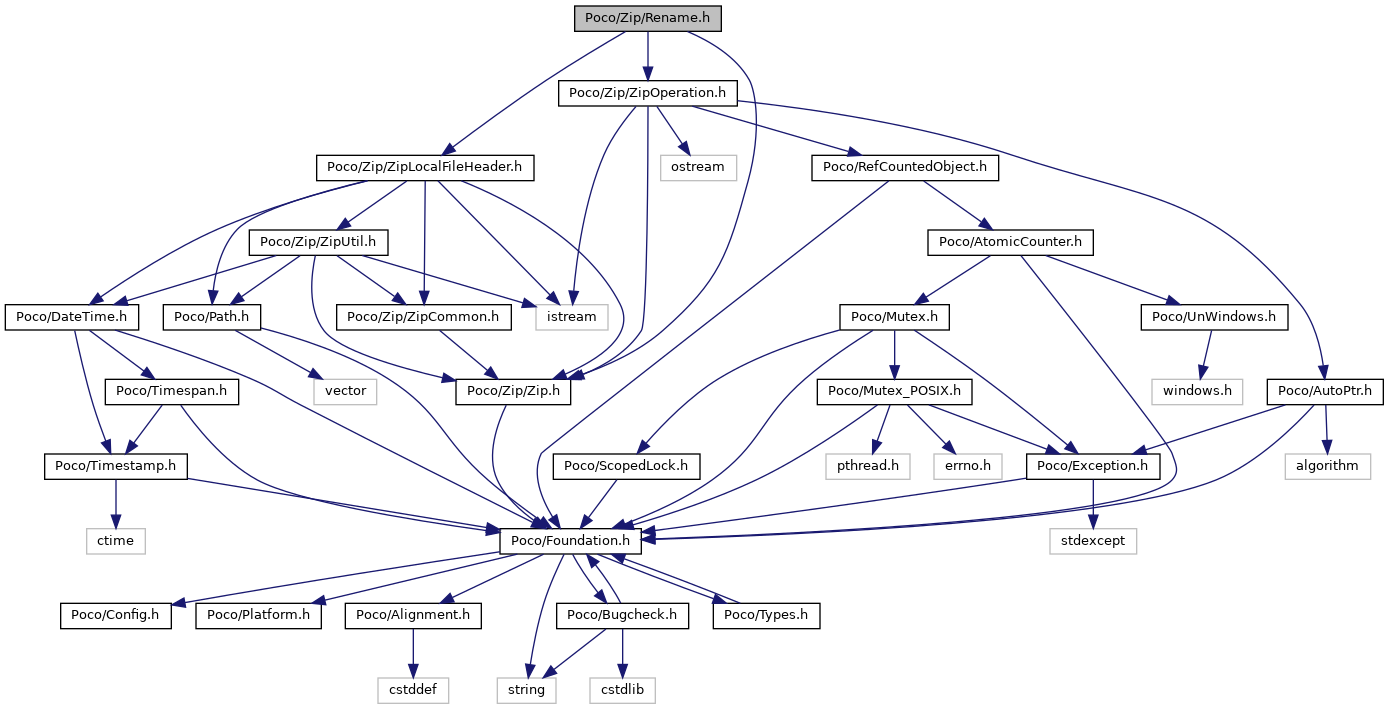 Poco/Zip/Rename.h
Poco/Zip/ZipOperation.h
Poco/Zip/ZipLocalFileHeader.h
ostream
Poco/RefCountedObject.h
Poco/Zip/ZipUtil.h
Poco/AtomicCounter.h
Poco/DateTime.h
Poco/Path.h
Poco/Zip/ZipCommon.h
istream
Poco/Mutex.h
Poco/UnWindows.h
Poco/Timespan.h
vector
Poco/Zip/Zip.h
Poco/Mutex_POSIX.h
windows.h
Poco/AutoPtr.h
Poco/Timestamp.h
Poco/ScopedLock.h
pthread.h
errno.h
Poco/Exception.h
algorithm
ctime
Poco/Foundation.h
stdexcept
Poco/Config.h
Poco/Platform.h
Poco/Alignment.h
Poco/Bugcheck.h
Poco/Types.h
cstddef
string
cstdlib